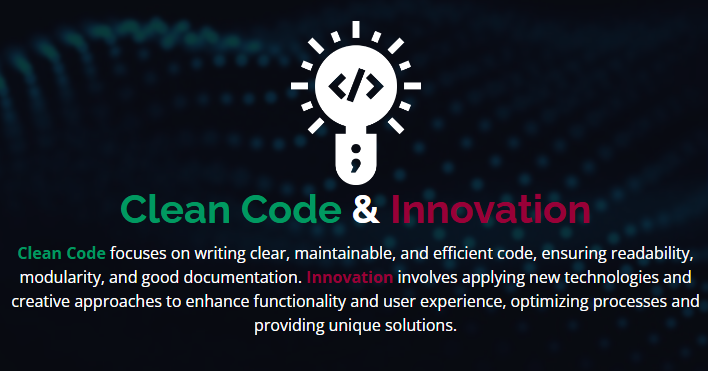 </>
;
Clean Code & Innovation
Clean Code focuses on writing clear, maintainable, and efficient code, ensuring readability,
modularity, and good documentation. Innovation involves applying new technologies and
creative approaches to enhance functionality and user experience, optimizing processes and
providing unique solutions.